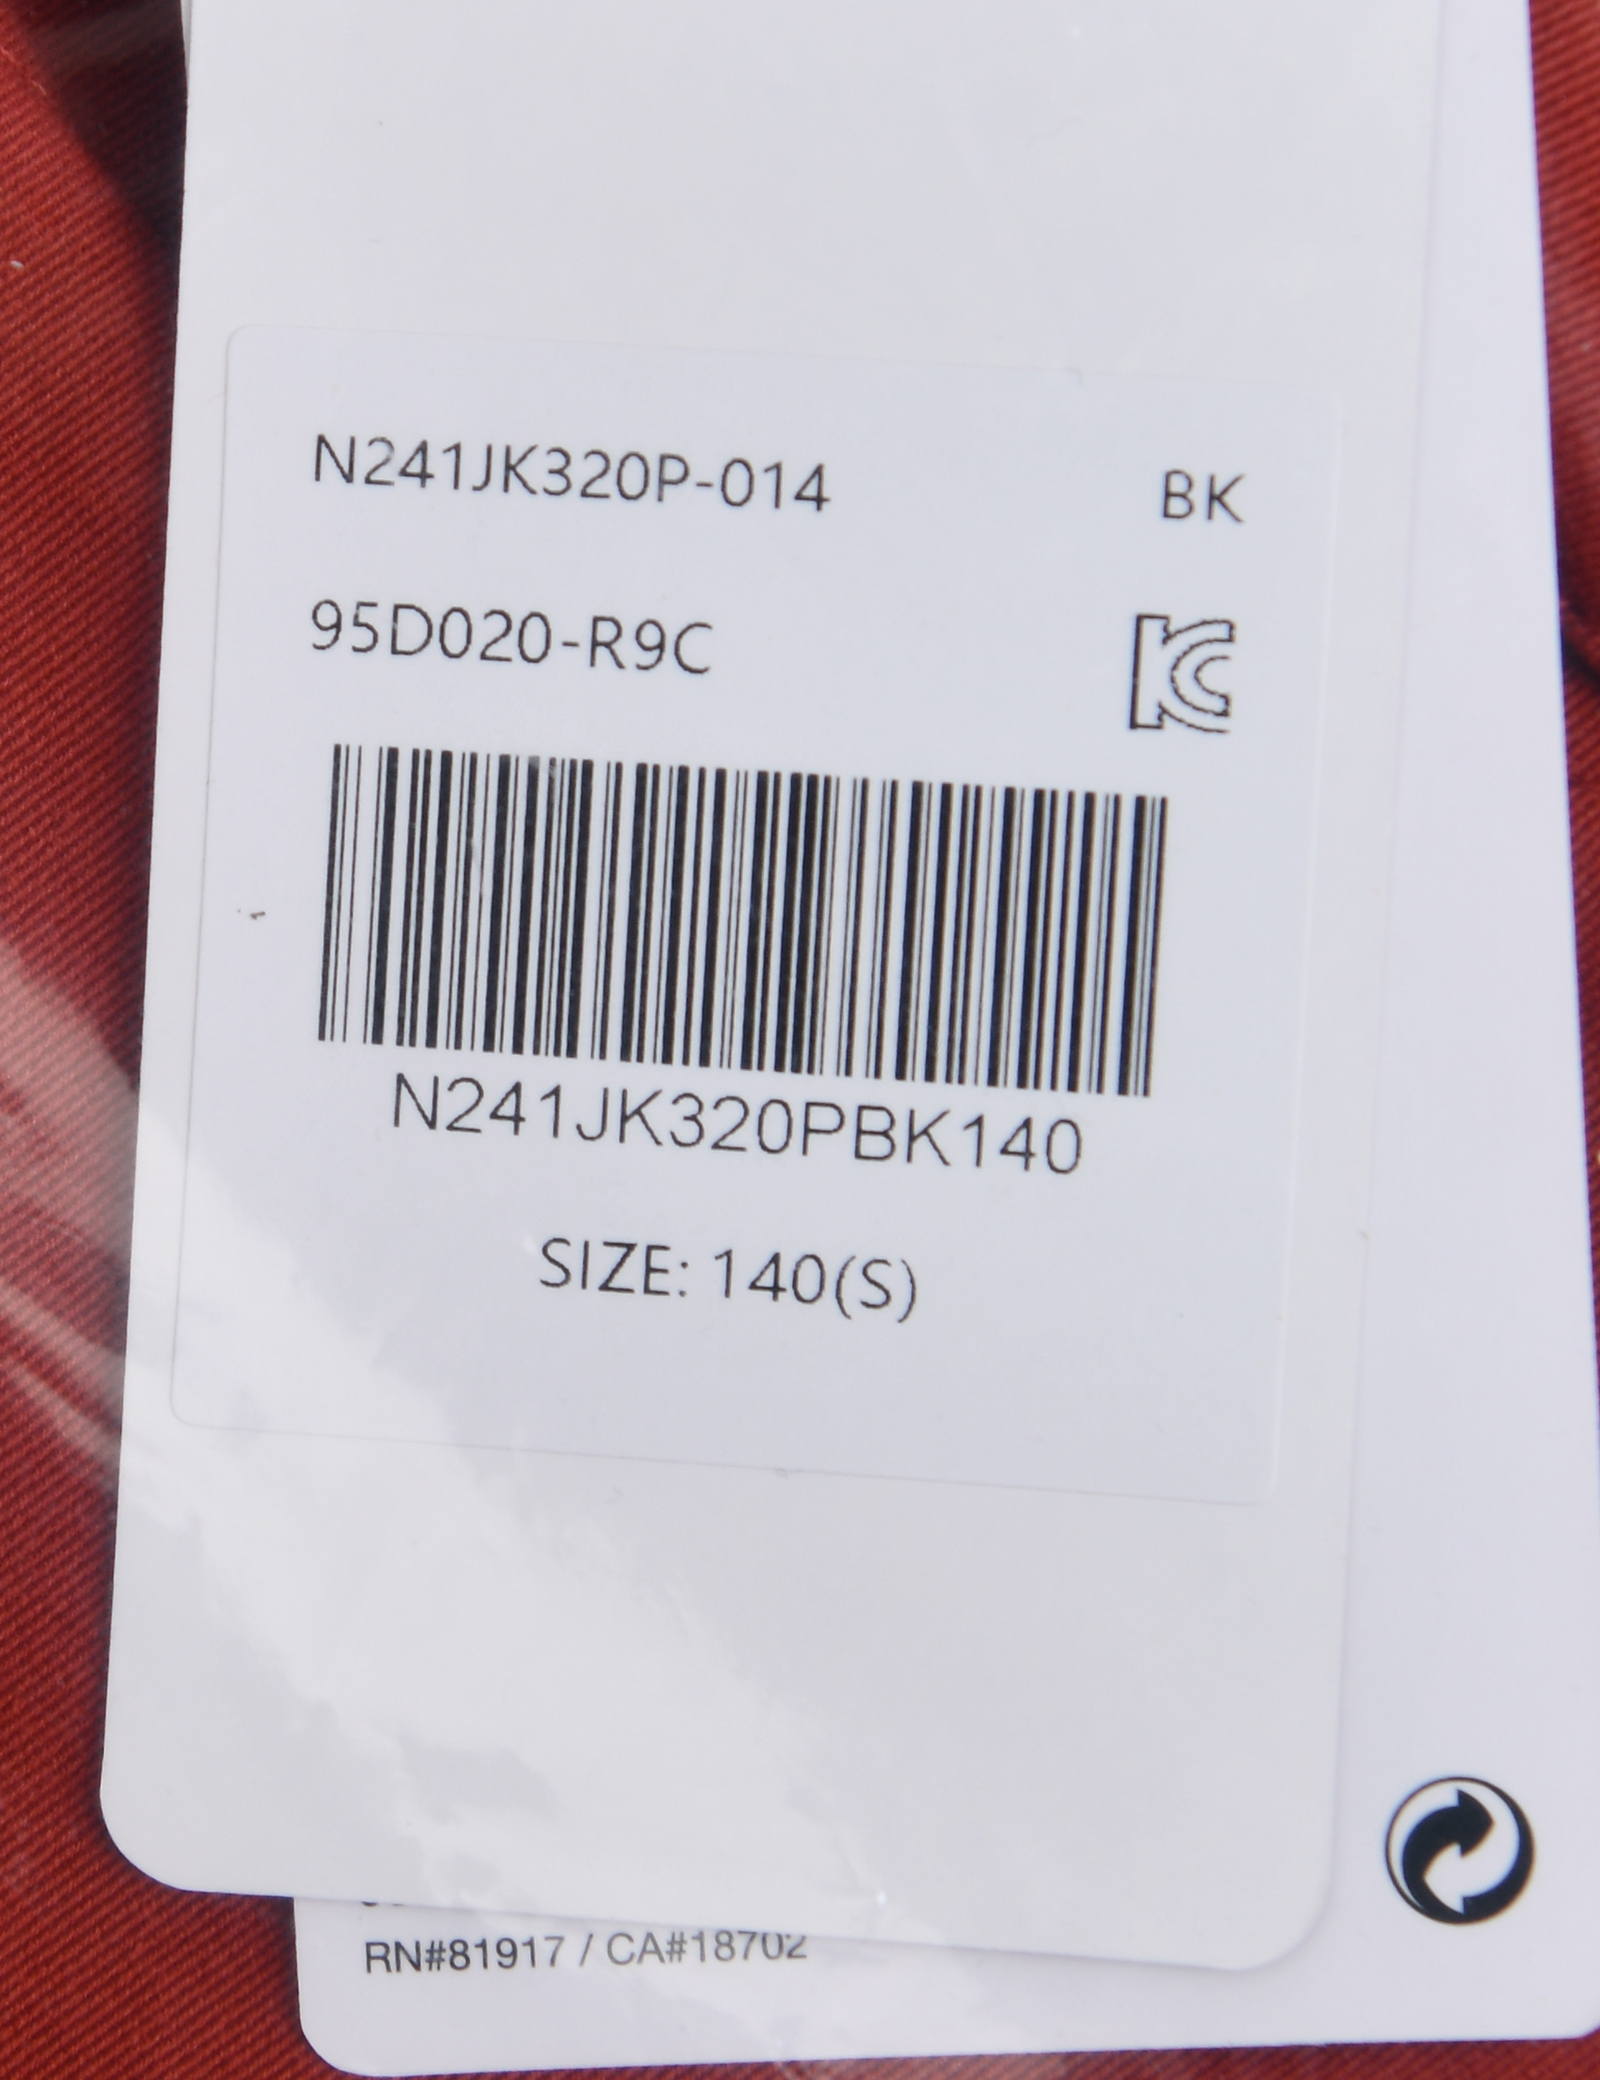 N241JK320P-014 BK
95D020-R9C
N241JK320PBK140
SIZE: 140(S)
RN#81917 / CA#18702